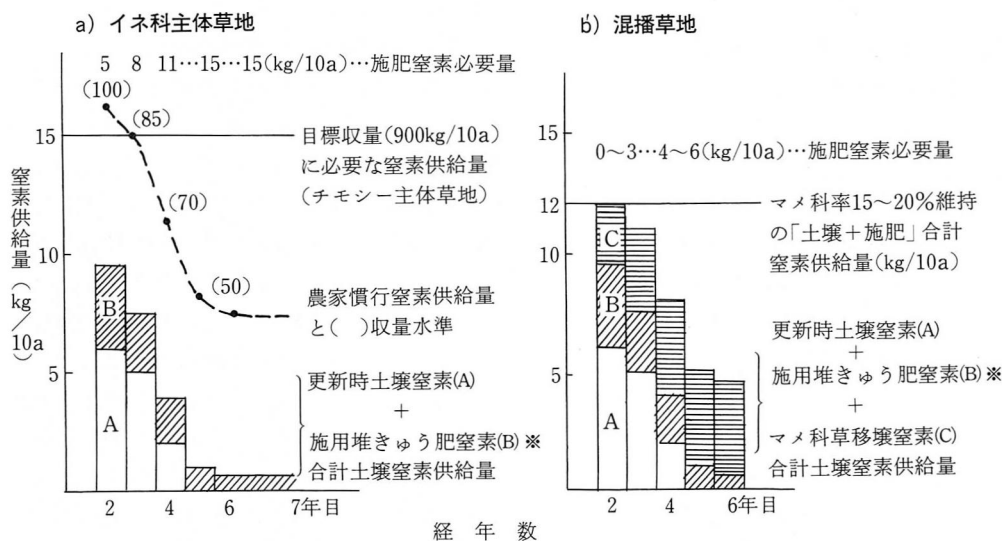 a) イネ科主体草地
5 8 11…15…15(kg/10a)…施肥窒素必要量
(100)
(85)
(70)
(50)
15
10
5
窒素供給量(kg/10a)
目標収量(900kg/10a)
に必要な窒素供給量
(チモシー主体草地)
農家慣行窒素供給量
と( )収量水準
B
A
更新時土壌窒素(A)
+
施用堆きゅう肥窒素(B)※
合計土壌窒素供給量
2 4 6 7年目
b) 混播草地
15
12
10
5
0~3…4~6(kg/10a)…施肥窒素必要量
マメ科率15~20%維持
の「土壌+施肥」合計
窒素供給量(kg/10a)
C
B
A
更新時土壌窒素(A)
+
施用堆きゅう肥窒素(B)※
+
マメ科草移壌窒素(C)
合計土壌窒素供給量
2 4 6年目
経年数